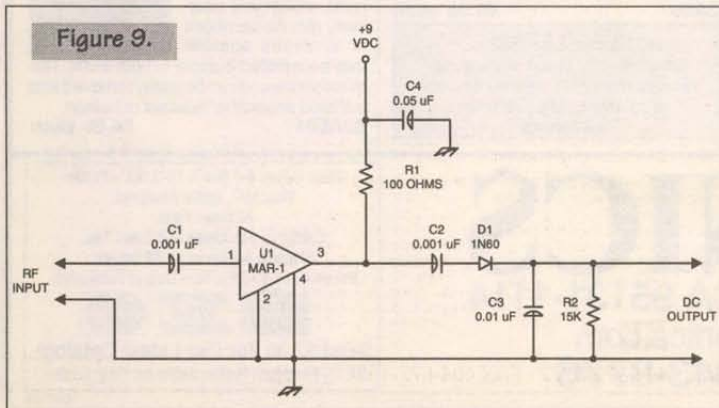 Figure 9.
+9
VDC
C4
0.05 uF
R1
100 OHMS
C1
0.001 uF
C2
0.001 uF
D1
1N60
1
U1
MAR-1
3
2
4
RF
INPUT
C3
0.01 uF
R2
15K
DC
OUTPUT